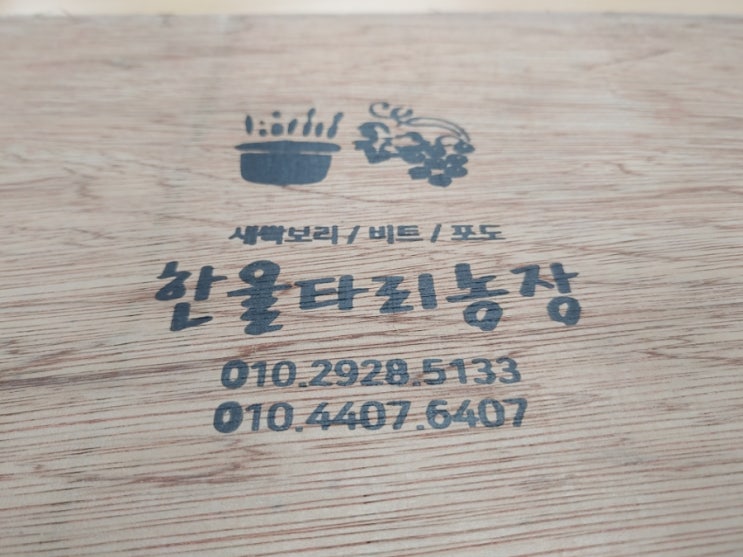 새싹보리 / 비트 / 포도
한울타리농장
010.2928.5133
010.4407.6407